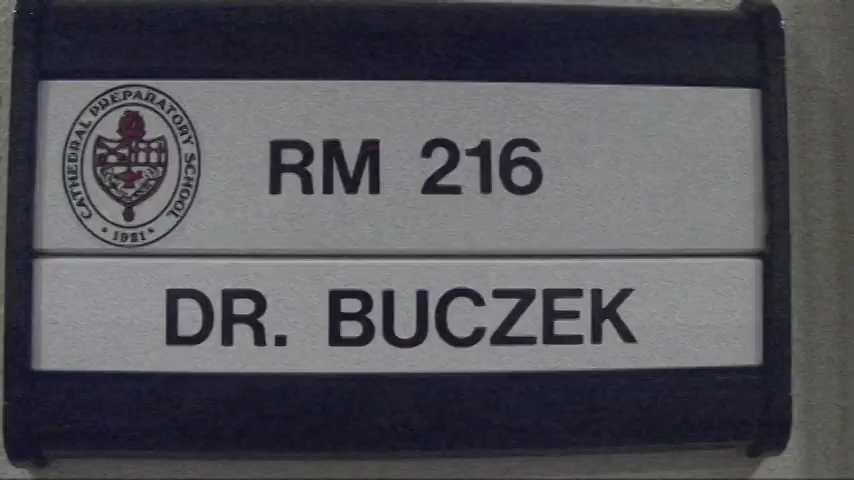 CATHEDRAL PREPARATORY SCHOOL
• 1921 •
RM 216
DR. BUCZEK